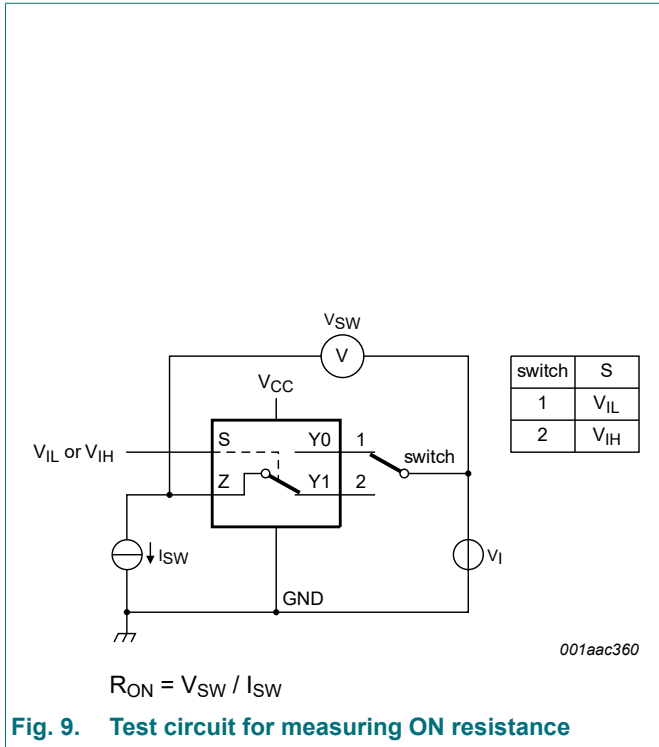 VSW
V
VCC
switch S
1 VIL
2 VIH
S Y0 1
VIL or VIH
switch
Z Y1 2
ISW
VI
GND
001aac360
RON = VSW / ISW
Fig. 9. Test circuit for measuring ON resistance